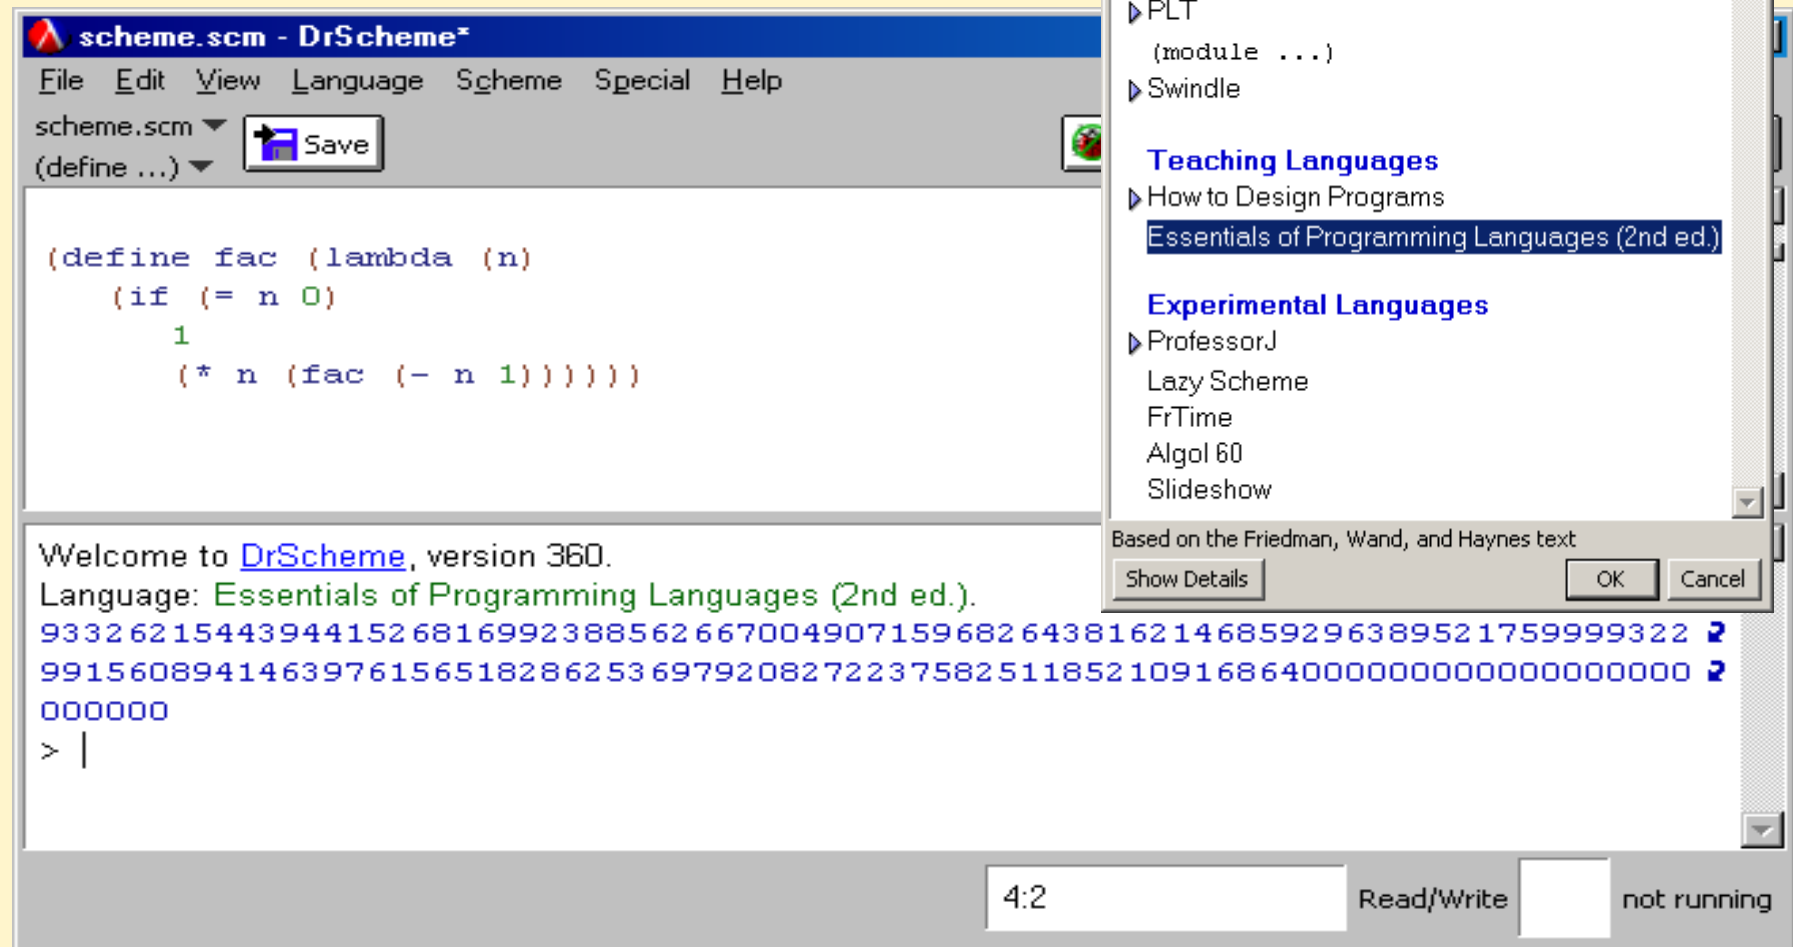 scheme.scm - DrScheme*
File Edit View Language Scheme Special Help
scheme.scm
(define ...)
Save
(define fac (lambda (n)
(if (= n 0)
1
(* n (fac (- n 1))))))
Welcome to DrScheme, version 360.
Language: Essentials of Programming Languages (2nd ed.).
93326215443944152681699238856266700490715968264381621468592963895217599993229
9915608941463976156518286253697920827223758251185210916864000000000000000000
000000
>
4:2
Read/Write
not running
PLT
(module ...)
Swindle
Teaching Languages
How to Design Programs
Essentials of Programming Languages (2nd ed.)
Experimental Languages
ProfessorJ
Lazy Scheme
FrTime
Algol 60
Slideshow
Based on the Friedman, Wand, and Haynes text
Show Details
OK
Cancel